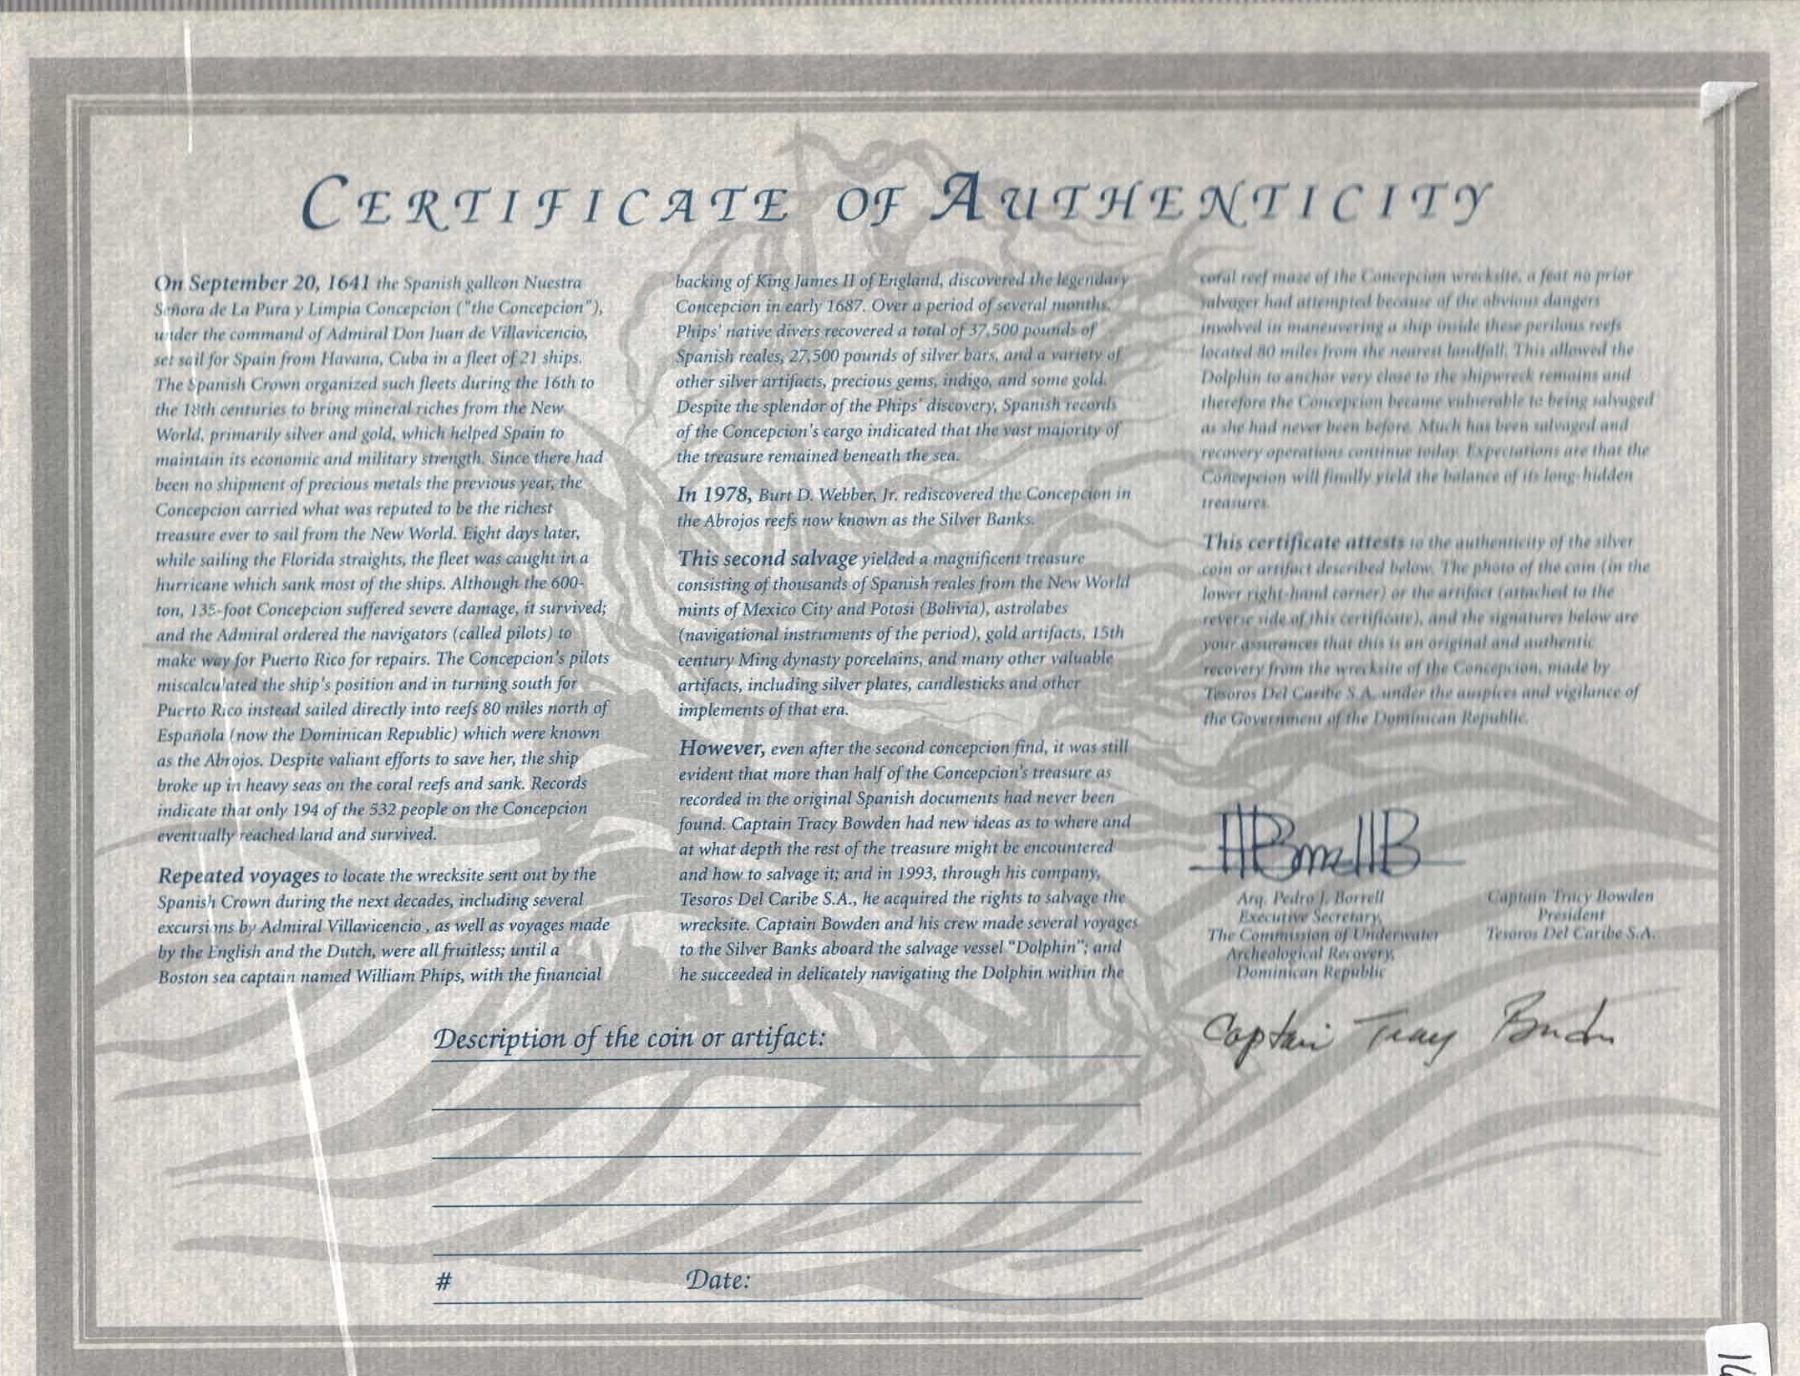 CERTIFICATE OF AUTHENTICITY
On September 20, 1641 the Spanish galleon Nuestra
Señora de La Pura y Limpia Concepcion ("the Concepcion"),
under the command of Admiral Don Juan de Villavicencio,
set sail for Spain from Havana, Cuba in a fleet of 21 ships.
The Spanish Crown organized such fleets during the 16th to
the 18th centuries to bring mineral riches from the New
World, primarily silver and gold, which helped Spain to
maintain its economic and military strength. Since there had
been no shipment of precious metals the previous year, the
Concepcion carried what was reputed to be the richest
treasure ever to sail from the New World. Eight days later,
while sailing the Florida straights, the fleet was caught in a
hurricane which sank most of the ships. Although the 600-
ton, 135-foot Concepcion suffered severe damage, it survived;
and the Admiral ordered the navigators (called pilots) to
make way for Puerto Rico for repairs. The Concepcion's pilots
miscalculated the ship's position and in turning south for
Puerto Rico instead sailed directly into reefs 80 miles north of
Española (now the Dominican Republic) which were known
as the Abrojos. Despite valiant efforts to save her, the ship
broke up in heavy seas on the coral reefs and sank. Records
indicate that only 194 of the 532 people on the Concepcion
eventually reached land and survived.
Repeated voyages to locate the wrecksite sent out by the
Spanish Crown during the next decades, including several
excursions by Admiral Villavicencio, as well as voyages made
by the English and the Dutch, were all fruitless; until a
Boston sea captain named William Phips, with the financial
backing of King James II of England, discovered the legendary
Concepcion in early 1687. Over a period of several months.
Phips' native divers recovered a total of 37,500 pounds of
Spanish reales, 27,500 pounds of silver bars, and a variety of
other silver artifacts, precious gems, indigo, and some gold.
Despite the splendor of the Phips' discovery, Spanish records
of the Concepcion's cargo indicated that the vast majority of
the treasure remained beneath the sea.
In 1978, Burt D. Webber, Jr. rediscovered the Concepcion in
the Abrojos reefs now known as the Silver Banks.
This second salvage yielded a magnificent treasure
consisting of thousands of Spanish reales from the New World
mints of Mexico City and Potosi (Bolivia), astrolabes
(navigational instruments of the period), gold artifacts, 15th
century Ming dynasty porcelains, and many other valuable
artifacts, including silver plates, candlesticks and other
implements of that era.
However, even after the second concepcion find, it was still
evident that more than half of the Concepcion's treasure as
recorded in the original Spanish documents had never been
found. Captain Tracy Bowden had new ideas as to where and
at what depth the rest of the treasure might be encountered
and how to salvage it; and in 1993, through his company,
Tesoros Del Caribe S.A., he acquired the rights to salvage the
wrecksite. Captain Bowden and his crew made several voyages
to the Silver Banks aboard the salvage vessel "Dolphin"; and
he succeeded in delicately navigating the Dolphin within the
coral reef maze of the Concepcion wrecksite, a feat no prior
salvager had attempted because of the obvious dangers
involved in maneuvering a ship inside these perilous reefs
located 80 miles from the nearest landfall. This allowed the
Dolphin to anchor very close to the shipwreck remains and
therefore the Concepcion became vulnerable to being salvaged
as she had never been before. Much has been salvaged and
recovery operations continue today. Expectations are that the
Concepcion will finally yield the balance of its long-hidden
treasures.
This certificate attests to the authenticity of the silver
coin or artifact described below. The photo of the coin (in the
lower right-hand corner) or the artifact (attached to the
reverse side of this certificate), and the signatures below are
your assurances that this is an original and authentic
recovery from the wrecksite of the Concepcion, made by
Tesoros Del Caribe S.A. under the auspices and vigilance of
the Government of the Dominican Republic.
Arq. Pedro J. Borrell
Executive Secretary,
The Commission of Underwater
Archeological Recovery,
Dominican Republic
Captain Tracy Bowden
President
Tesoros Del Caribe S.A.
Captain Tracy Bowden
Description of the coin or artifact:
# Date: